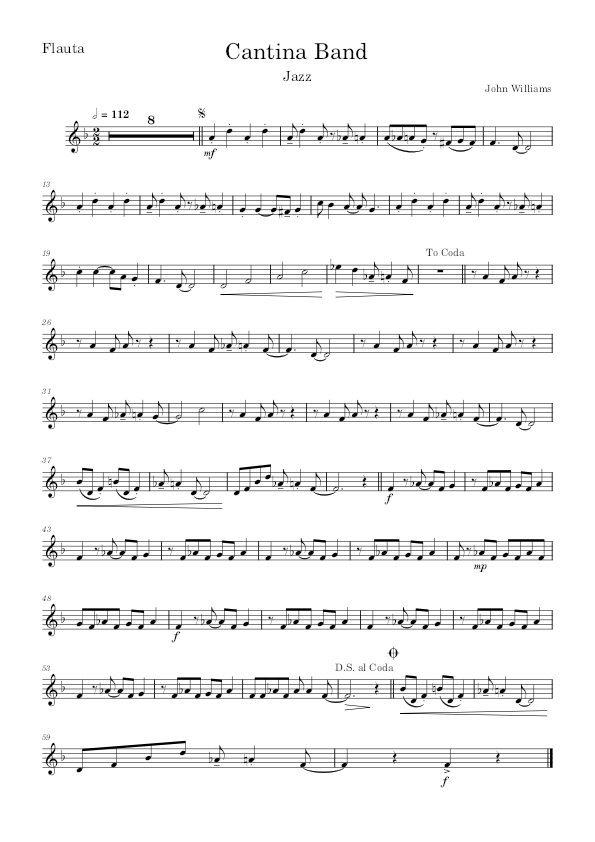 Flauta
Cantina Band
Jazz
John Williams
𝅗𝅥 = 112
8
mf
13
19
To Coda
26
31
37
f
43
mp
48
f
53
D.S. al Coda
59
f